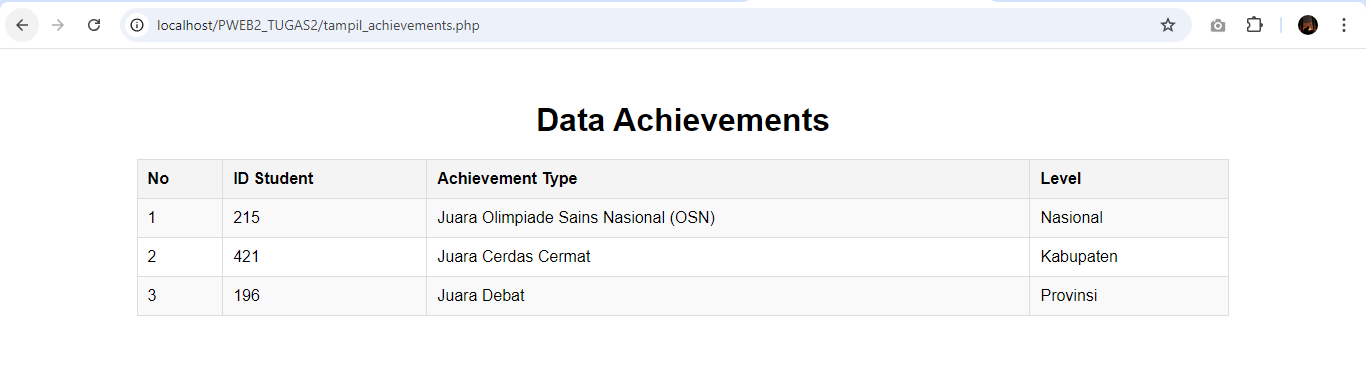 localhost/PWEB2_TUGAS2/tampil_achievements.php
Data Achievements
No ID Student Achievement Type Level
1 215 Juara Olimpiade Sains Nasional (OSN) Nasional
2 421 Juara Cerdas Cermat Kabupaten
3 196 Juara Debat Provinsi